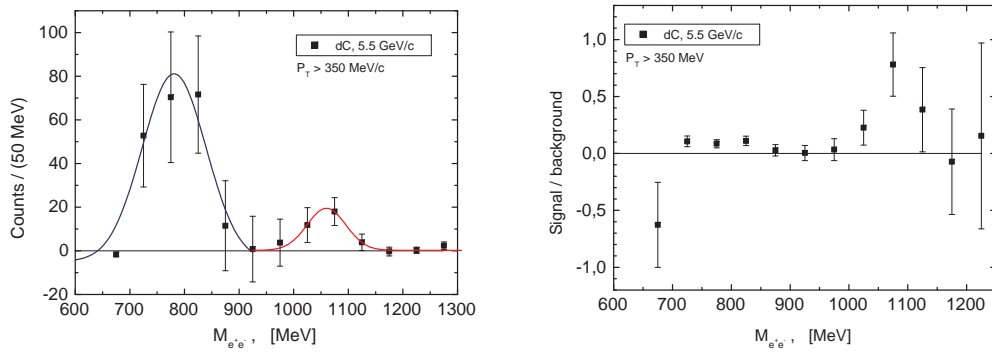 100
80
60
40
20
0
-20
Counts / (50 MeV)
dC, 5.5 GeV/c
P_T > 350 MeV/c
600 700 800 900 1000 1100 1200 1300
M_e⁺e⁻ , [MeV]
1,0
0,5
0,0
-0,5
-1,0
Signal / background
dC, 5.5 GeV/c
P_T > 350 MeV
600 700 800 900 1000 1100 1200
M_e⁺e⁻ , [MeV]